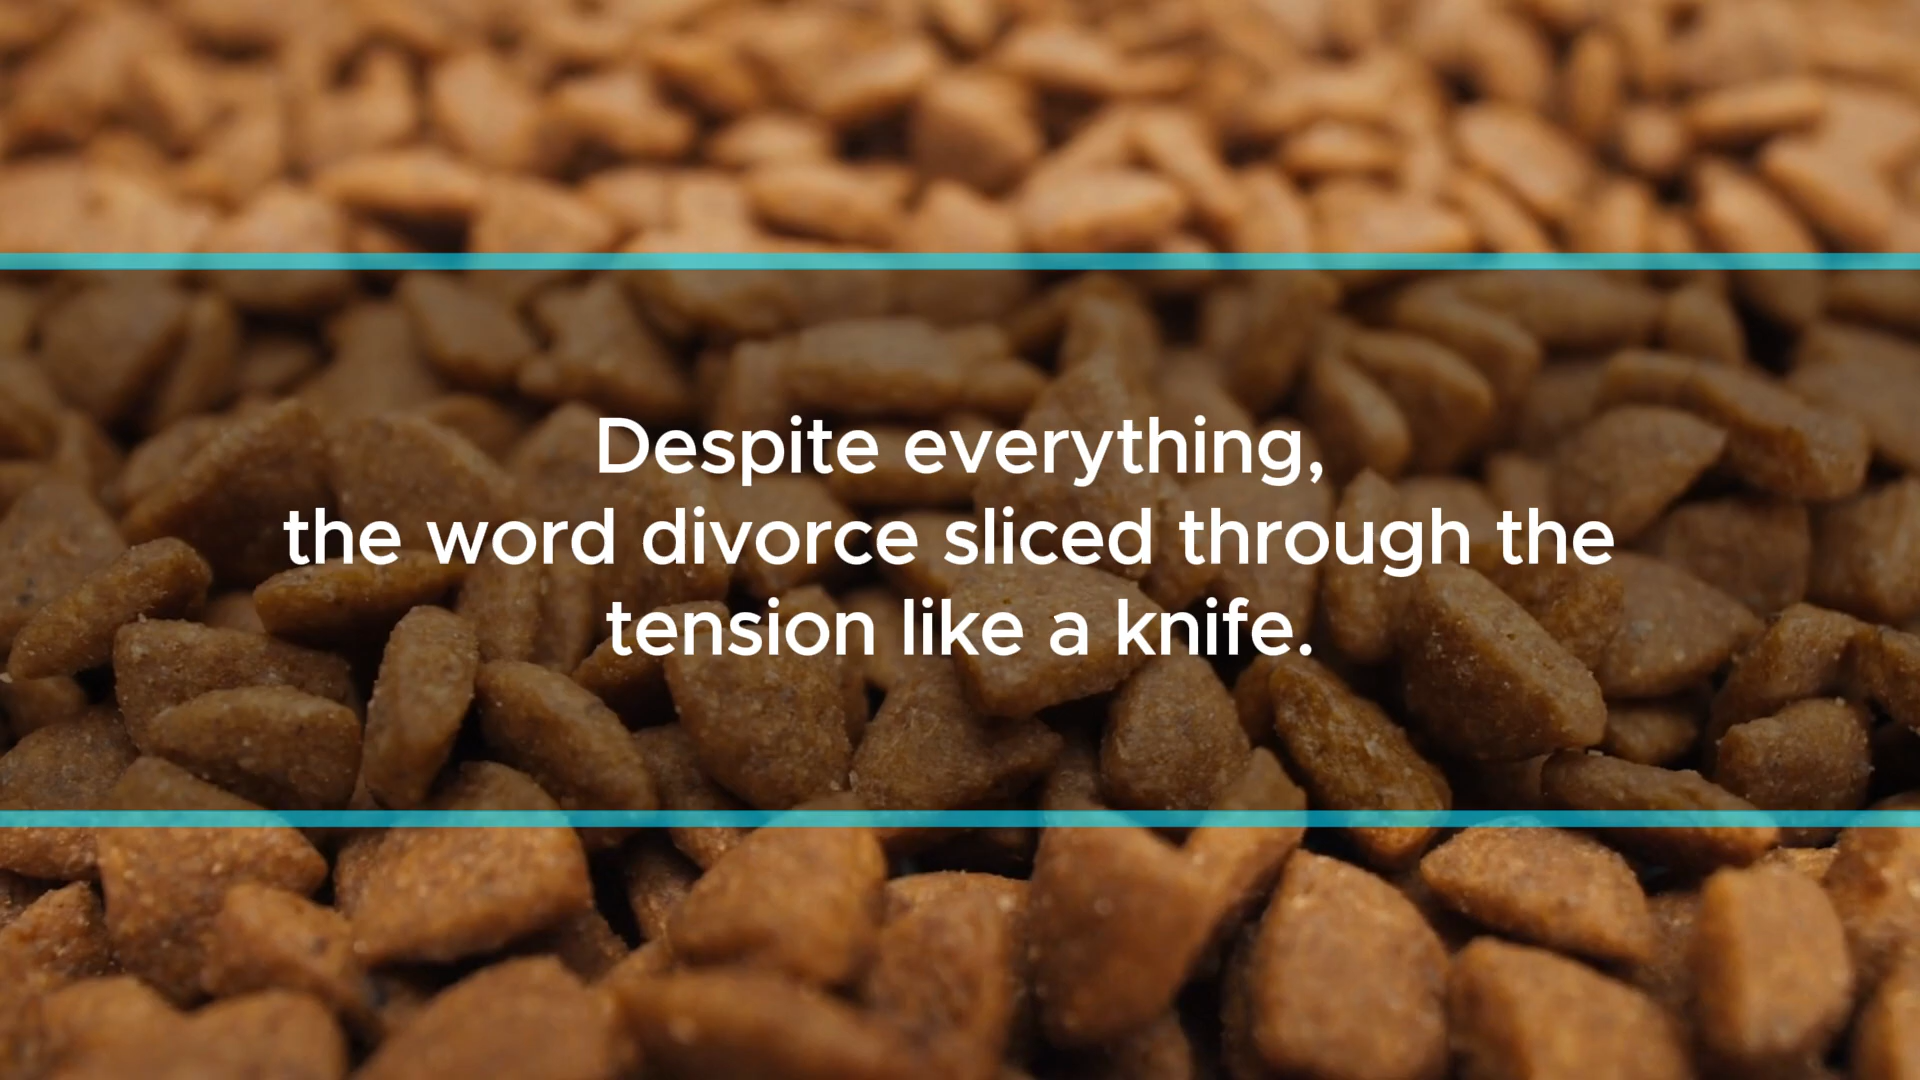 Despite everything,
the word divorce sliced through the
tension like a knife.